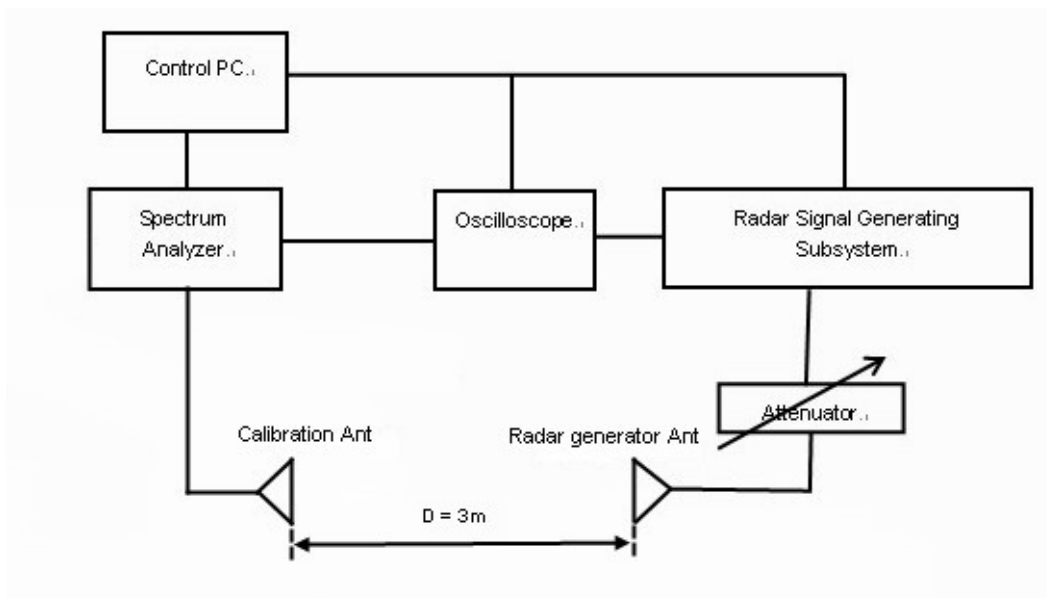 Control PC
Spectrum
Analyzer
Oscilloscope
Radar Signal Generating
Subsystem
Attenuator
Calibration Ant
Radar generator Ant
D = 3m